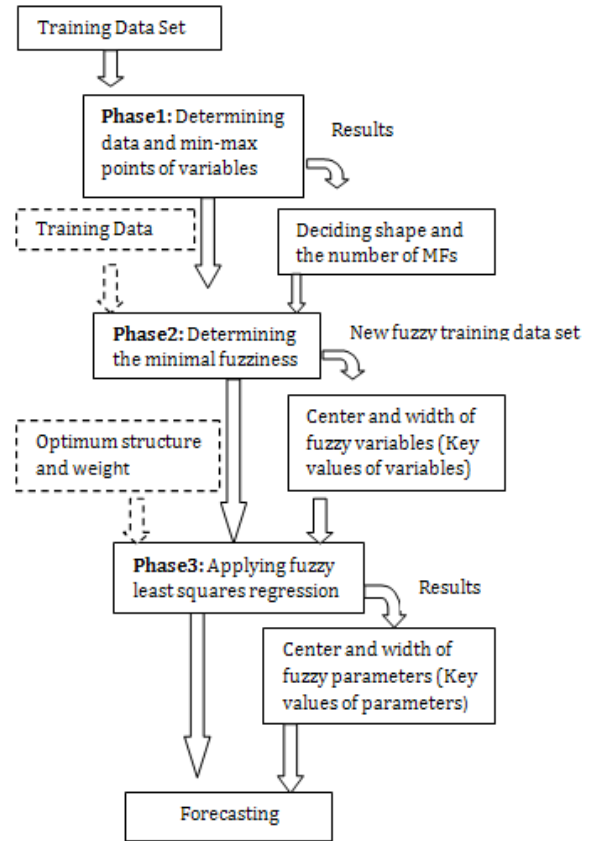 Training Data Set
Phase1: Determining
data and min-max
points of variables
Results
Training Data
Deciding shape and
the number of MFs
Phase2: Determining
the minimal fuzziness
New fuzzy training data set
Optimum structure
and weight
Center and width of
fuzzy variables (Key
values of variables)
Phase3: Applying fuzzy
least squares regression
Results
Center and width of
fuzzy parameters (Key
values of parameters)
Forecasting